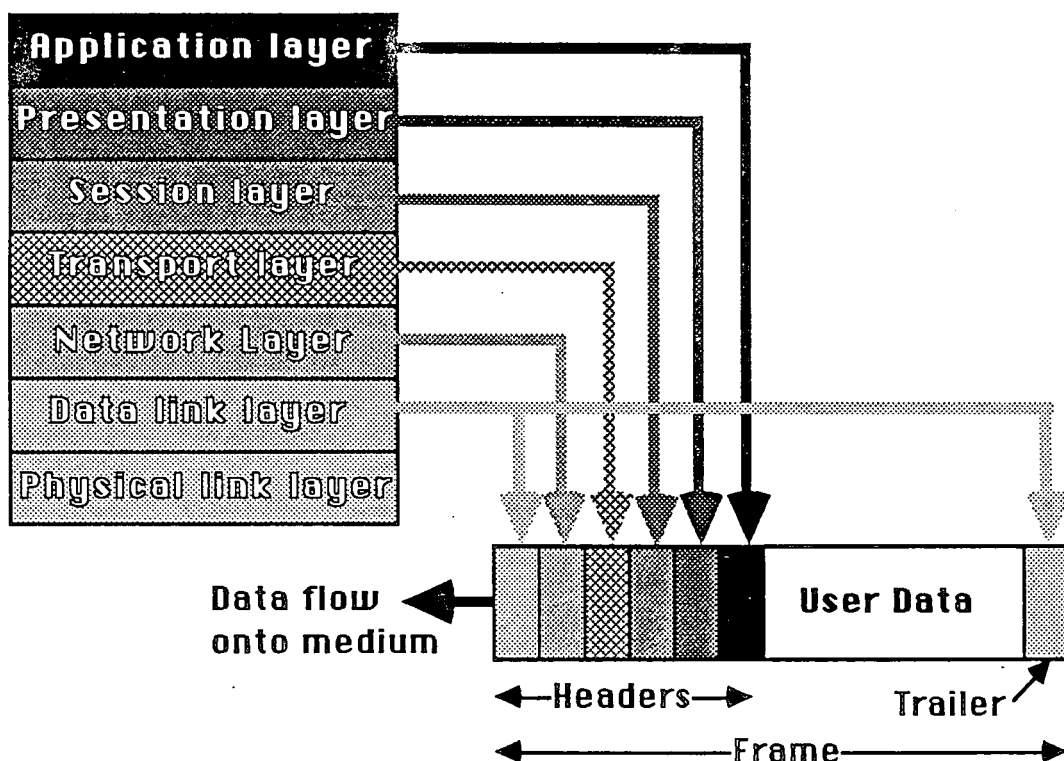 Application layer
Presentation layer
Session layer
Transport layer
Network Layer
Data link layer
Physical link layer
Data flow
onto medium
User Data
Headers
Trailer
Frame